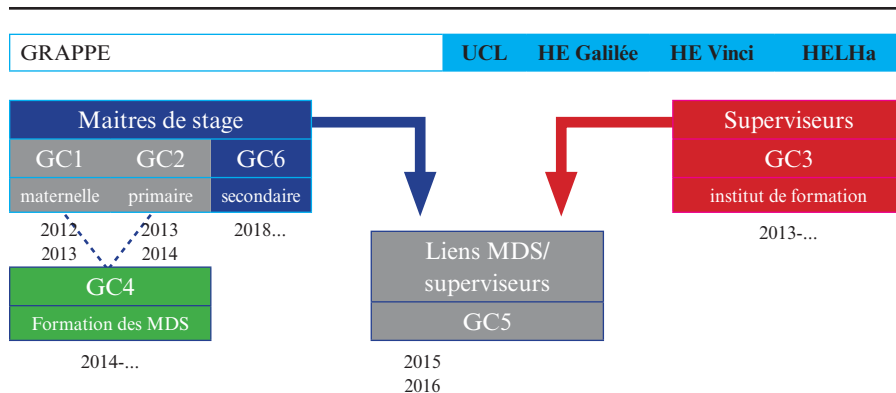 GRAPPE UCL HE Galilée HE Vinci HELHa
Maitres de stage
GC1 GC2 GC6
maternelle primaire secondaire
2012 2013 2018...
2013 2014
GC4
Formation des MDS
2014-...
Liens MDS/
superviseurs
GC5
2015
2016
Superviseurs
GC3
institut de formation
2013-...